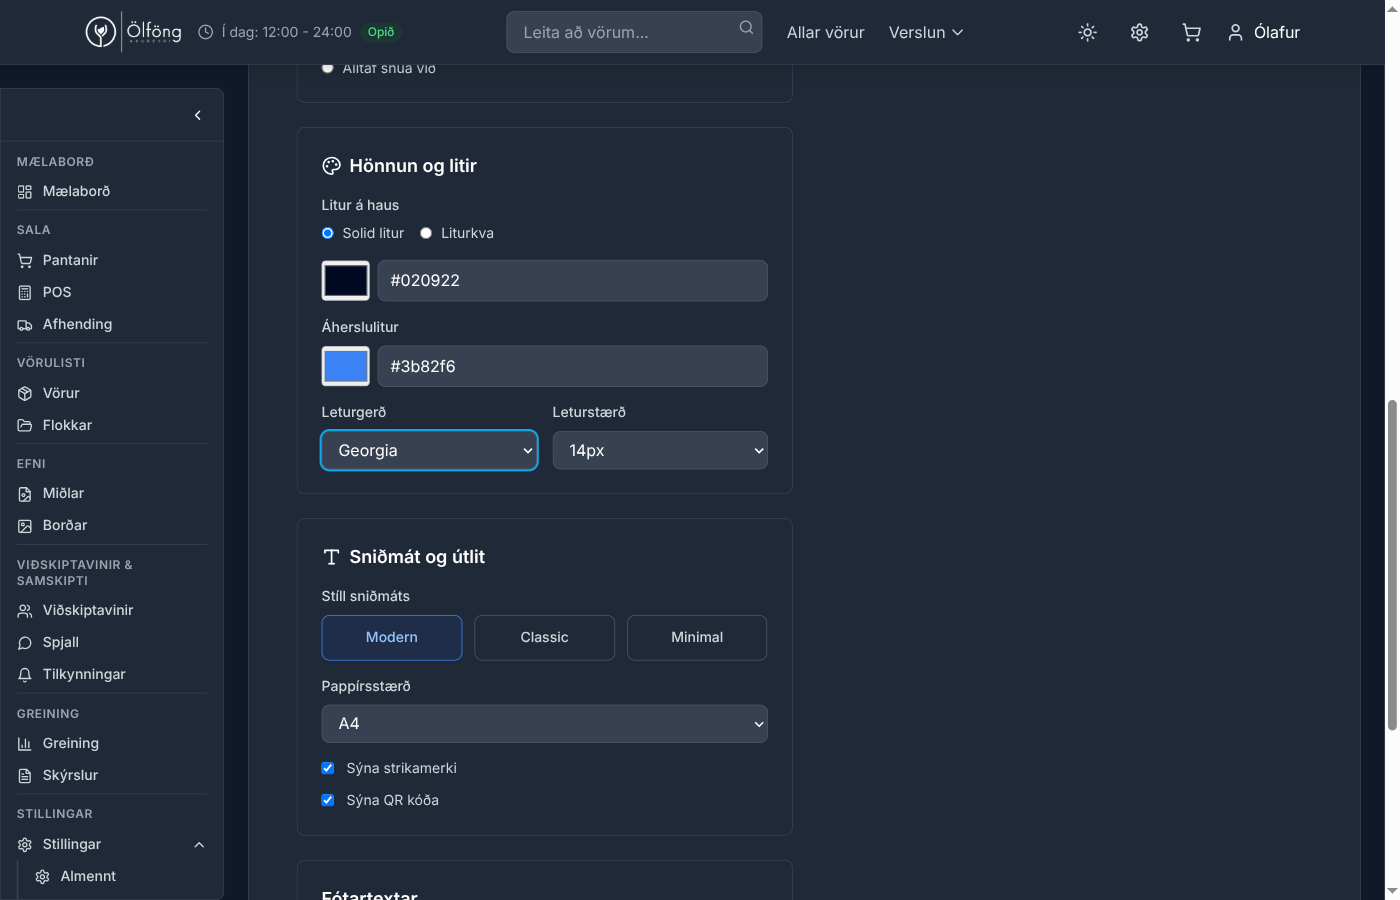 Ölföng
Í dag: 12:00 - 24:00
Opið
Leita að vörum...
Allar vörur
Verslun
Ólafur
Alltaf snúa við
MÆLABORÐ
Mælaborð
SALA
Pantanir
POS
Afhending
VÖRULISTI
Vörur
Flokkar
EFNI
Miðlar
Borðar
VIÐSKIPTAVINIR &
SAMSKIPTI
Viðskiptavinir
Spjall
Tilkynningar
GREINING
Greining
Skýrslur
STILLINGAR
Stillingar
Almennt
Hönnun og litir
Litur á haus
Solid litur
Liturkva
#020922
Áherslulitur
#3b82f6
Leturgerð
Leturstærð
Georgia
14px
Sniðmát og útlit
Stíll sniðmáts
Modern
Classic
Minimal
Pappírsstærð
A4
Sýna strikamerki
Sýna QR kóða
Fótartextar